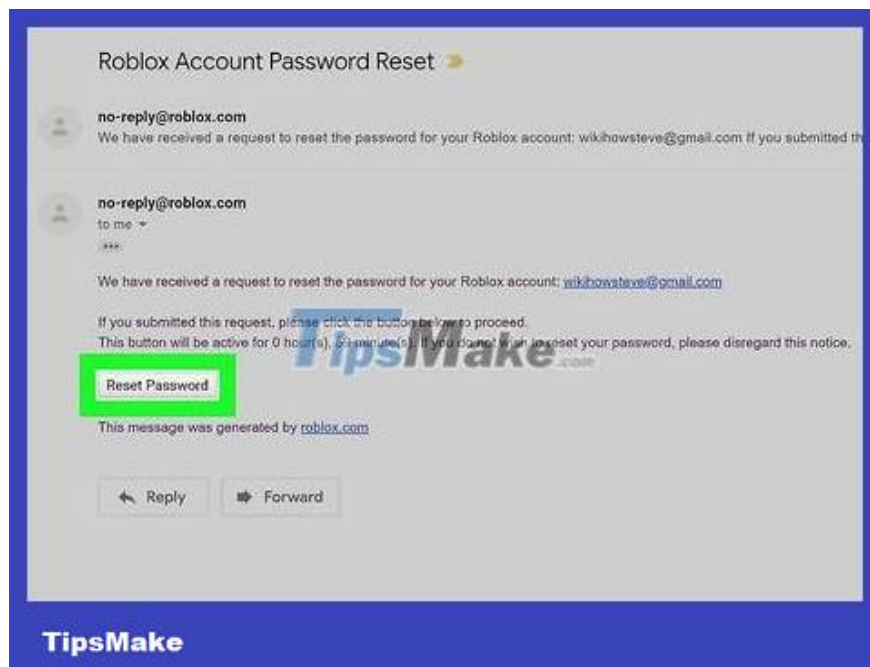 Roblox Account Password Reset
no-reply@roblox.com
We have received a request to reset the password for your Roblox account: wikihowsteve@gmail.com If you submitted th
no-reply@roblox.com
to me
We have received a request to reset the password for your Roblox account: wikihowsteve@gmail.com
If you submitted this request, please click the button below to proceed.
This button will be active for 0 hour(s), 59 minute(s). If you do not wish to reset your password, please disregard this notice.
TipsMake.com
Reset Password
This message was generated by roblox.com
Reply
Forward
TipsMake